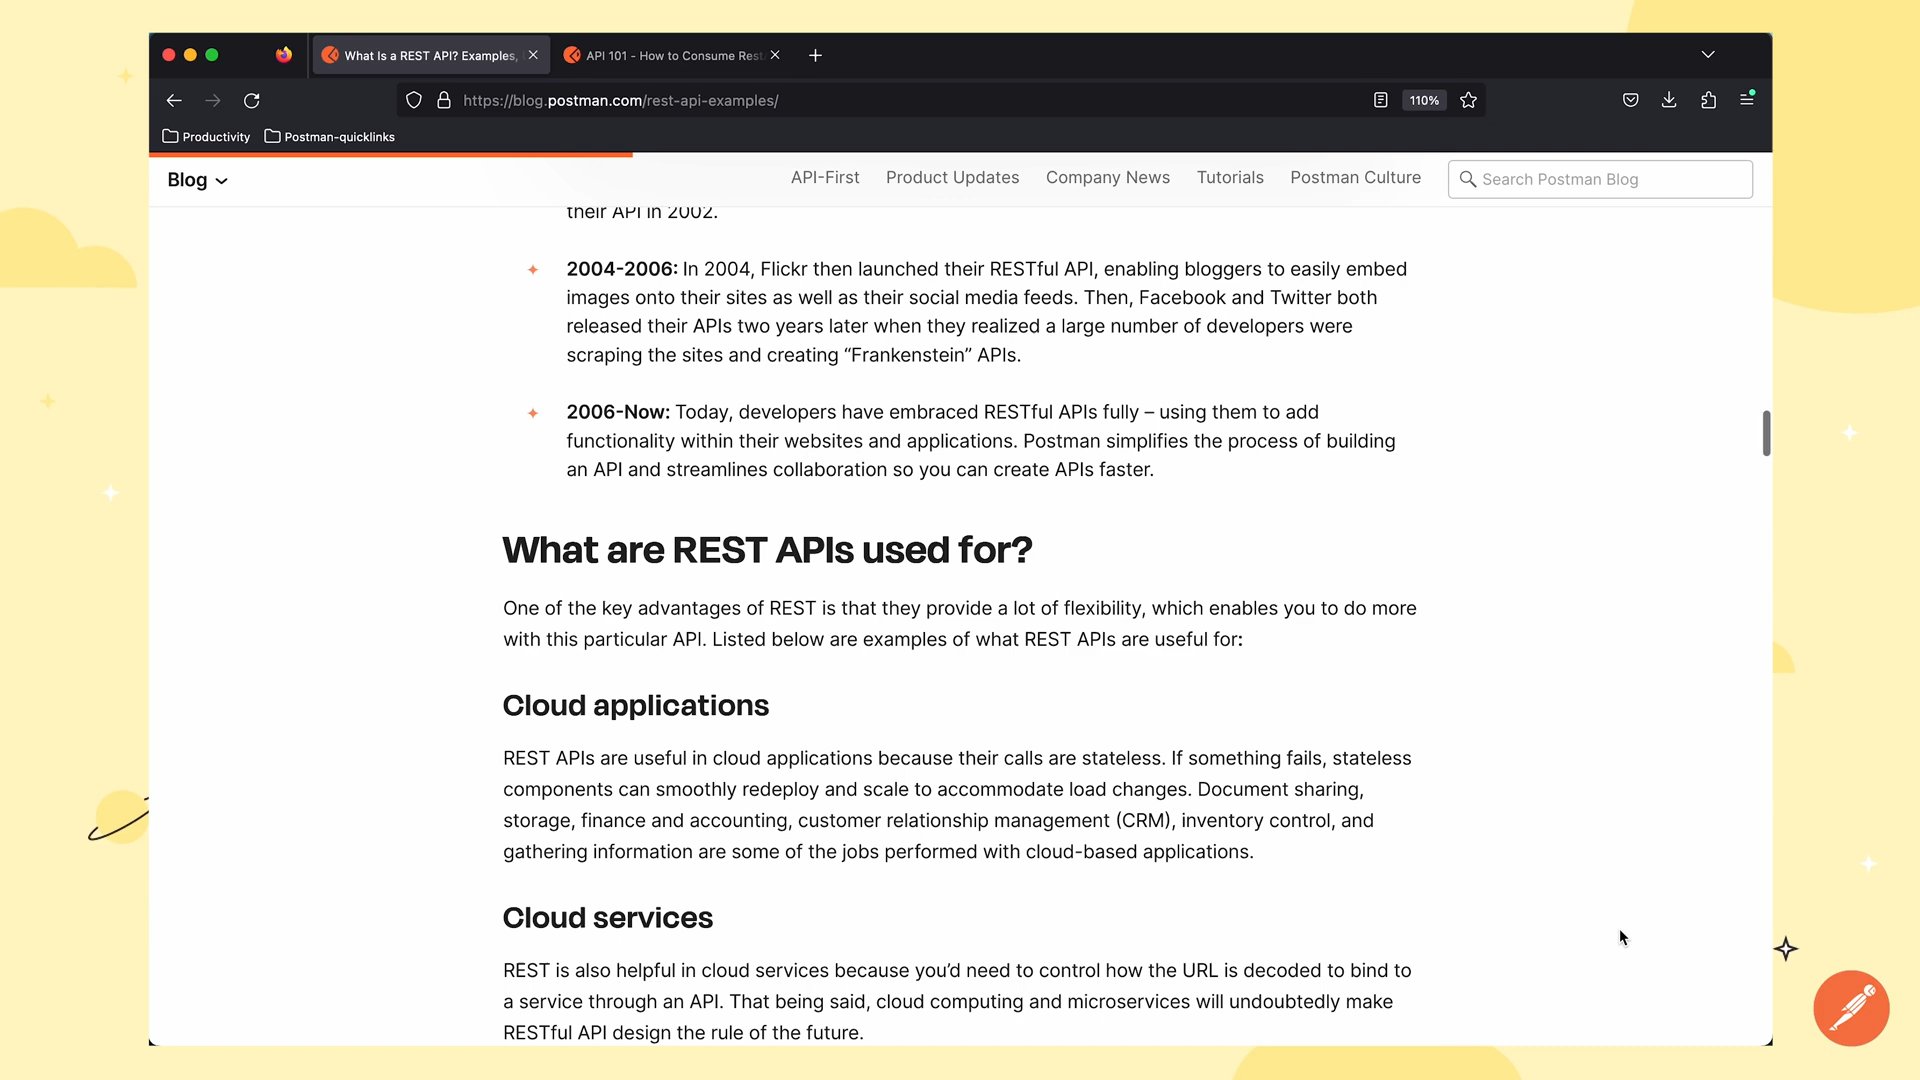 What Is a REST API? Examples,
API 101 - How to Consume Rest
https://blog.postman.com/rest-api-examples/
110%
Productivity
Postman-quicklinks
Blog
API-First
Product Updates
Company News
Tutorials
Postman Culture
Search Postman Blog
their API in 2002.
2004-2006: In 2004, Flickr then launched their RESTful API, enabling bloggers to easily embed
images onto their sites as well as their social media feeds. Then, Facebook and Twitter both
released their APIs two years later when they realized a large number of developers were
scraping the sites and creating “Frankenstein” APIs.
2006-Now: Today, developers have embraced RESTful APIs fully – using them to add
functionality within their websites and applications. Postman simplifies the process of building
an API and streamlines collaboration so you can create APIs faster.
What are REST APIs used for?
One of the key advantages of REST is that they provide a lot of flexibility, which enables you to do more
with this particular API. Listed below are examples of what REST APIs are useful for:
Cloud applications
REST APIs are useful in cloud applications because their calls are stateless. If something fails, stateless
components can smoothly redeploy and scale to accommodate load changes. Document sharing,
storage, finance and accounting, customer relationship management (CRM), inventory control, and
gathering information are some of the jobs performed with cloud-based applications.
Cloud services
REST is also helpful in cloud services because you’d need to control how the URL is decoded to bind to
a service through an API. That being said, cloud computing and microservices will undoubtedly make
RESTful API design the rule of the future.